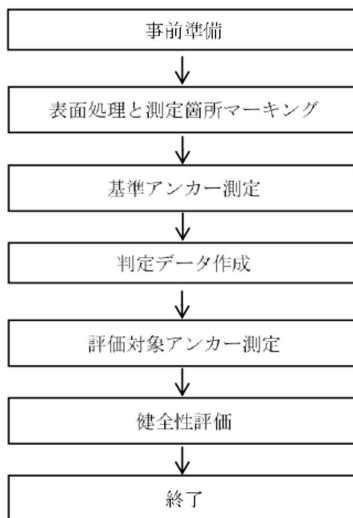 事前準備
表面処理と測定箇所マーキング
基準アンカー測定
判定データ作成
評価対象アンカー測定
健全性評価
終了